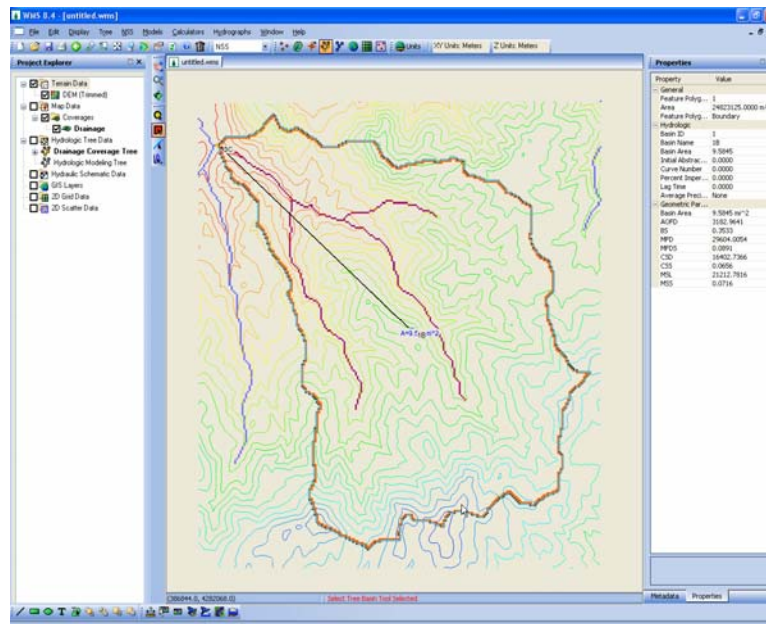 WMS 8.4 - [untitled.wms]
File Edit Display Tree NSS Models Calculators Hydrographs Window Help
NSS Units XY Units: Meters Z Units: Meters
Project Explorer
Terrain Data
DEM (Trimmed)
Map Data
Coverages
Drainage
Hydrologic Tree Data
Drainage Coverage Tree
Hydrologic Modeling Tree
Hydraulic Schematic Data
GIS Layers
2D Grid Data
2D Scatter Data
untitled.wms
(386844.0, 4282068.0) Select Tree Basin Tool Selected
Properties
Property Value
General
Feature Polyg... 1
Area 24823125.0000 m
Feature Polyg... Boundary
Hydrologic
Basin ID 1
Basin Name 1B
Basin Area 9.5845
Initial Abstrac... 0.0000
Curve Number 0.0000
Percent Imper... 0.0000
Lag Time 0.0000
Average Preci... None
Geometric Par...
Basin Area 9.5845 mi^2
AOFD 3182.9641
BS 0.3533
MFD 29604.0054
MFDS 0.0891
CSD 16402.7366
CSS 0.0656
MSL 21212.7816
MSS 0.0716
Metadata Properties